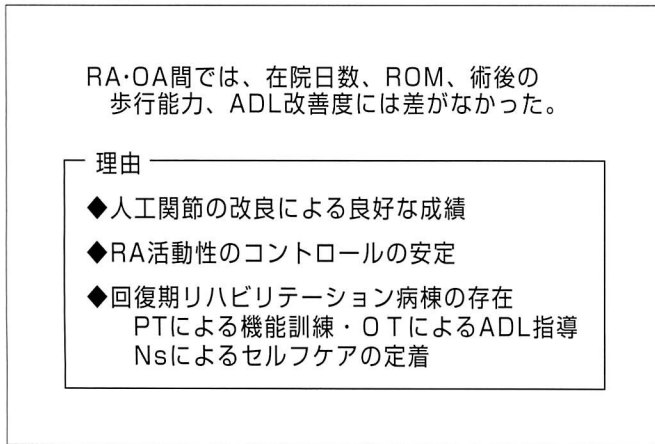 RA・OA間では、在院日数、ROM、術後の
歩行能力、ADL改善度には差がなかった。
理由
◆人工関節の改良による良好な成績
◆RA活動性のコントロールの安定
◆回復期リハビリテーション病棟の存在
PTによる機能訓練・OTによるADL指導
Nsによるセルフケアの定着